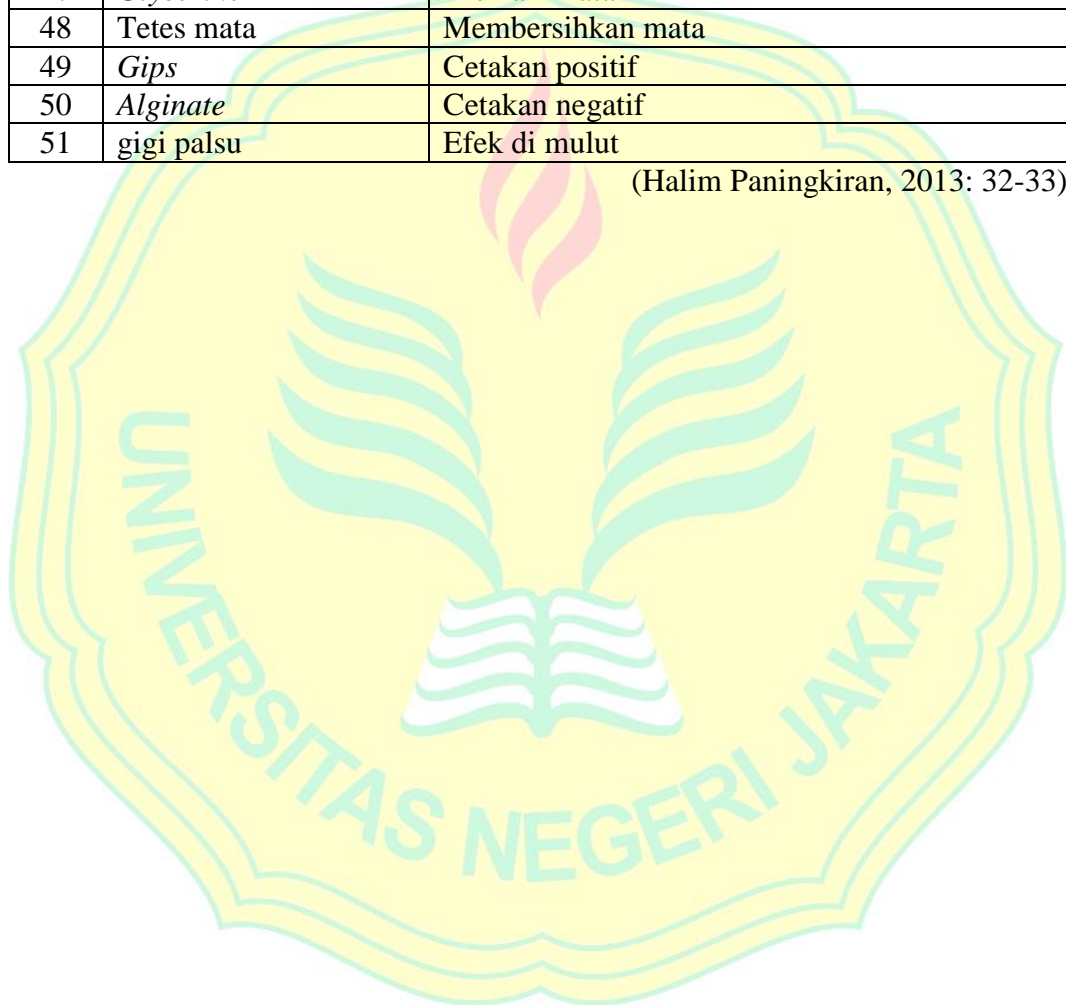 48 Tetes mata Membersihkan mata
49 Gips Cetakan positif
50 Alginate Cetakan negatif
51 gigi palsu Efek di mulut
(Halim Paningkiran, 2013: 32-33)
UNIVERSITAS NEGERI JAKARTA